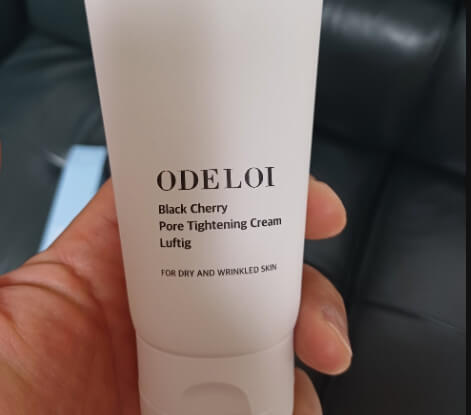 ODELOI
Black Cherry
Pore Tightening Cream
Luftig
FOR DRY AND WRINKLED SKIN